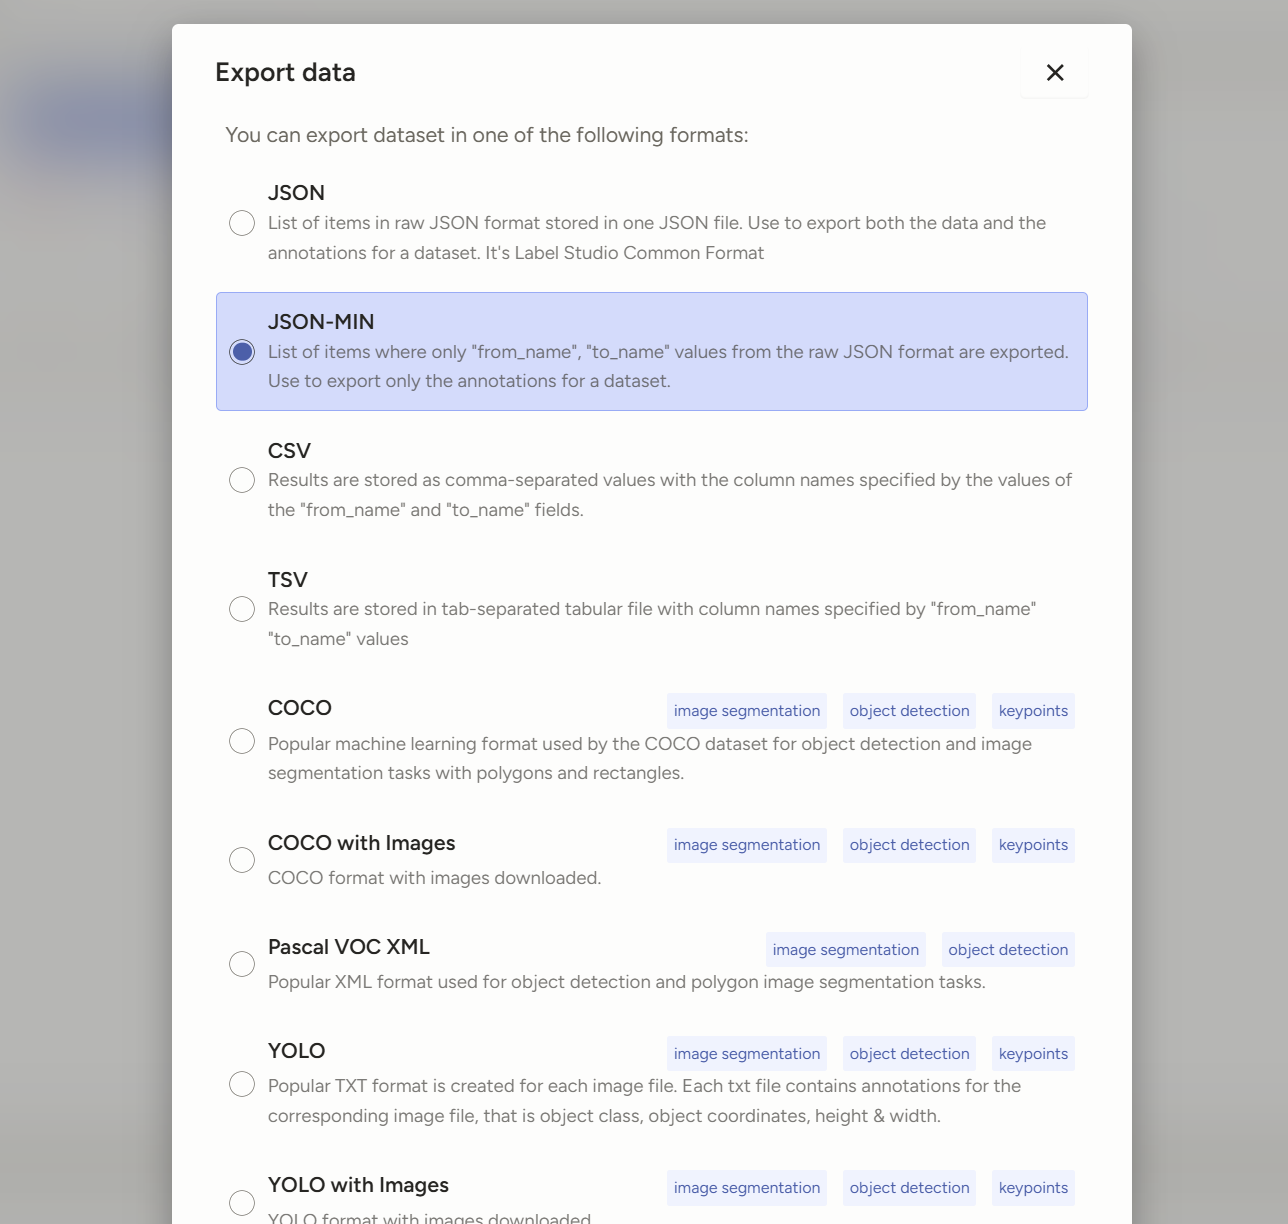 Export data
You can export dataset in one of the following formats:
JSON
List of items in raw JSON format stored in one JSON file. Use to export both the data and the
annotations for a dataset. It's Label Studio Common Format
JSON-MIN
List of items where only "from_name", "to_name" values from the raw JSON format are exported.
Use to export only the annotations for a dataset.
CSV
Results are stored as comma-separated values with the column names specified by the values of
the "from_name" and "to_name" fields.
TSV
Results are stored in tab-separated tabular file with column names specified by "from_name"
"to_name" values
COCO image segmentation object detection keypoints
Popular machine learning format used by the COCO dataset for object detection and image
segmentation tasks with polygons and rectangles.
COCO with Images image segmentation object detection keypoints
COCO format with images downloaded.
Pascal VOC XML image segmentation object detection
Popular XML format used for object detection and polygon image segmentation tasks.
YOLO image segmentation object detection keypoints
Popular TXT format is created for each image file. Each txt file contains annotations for the
corresponding image file, that is object class, object coordinates, height & width.
YOLO with Images image segmentation object detection keypoints
YOLO format with images downloaded.